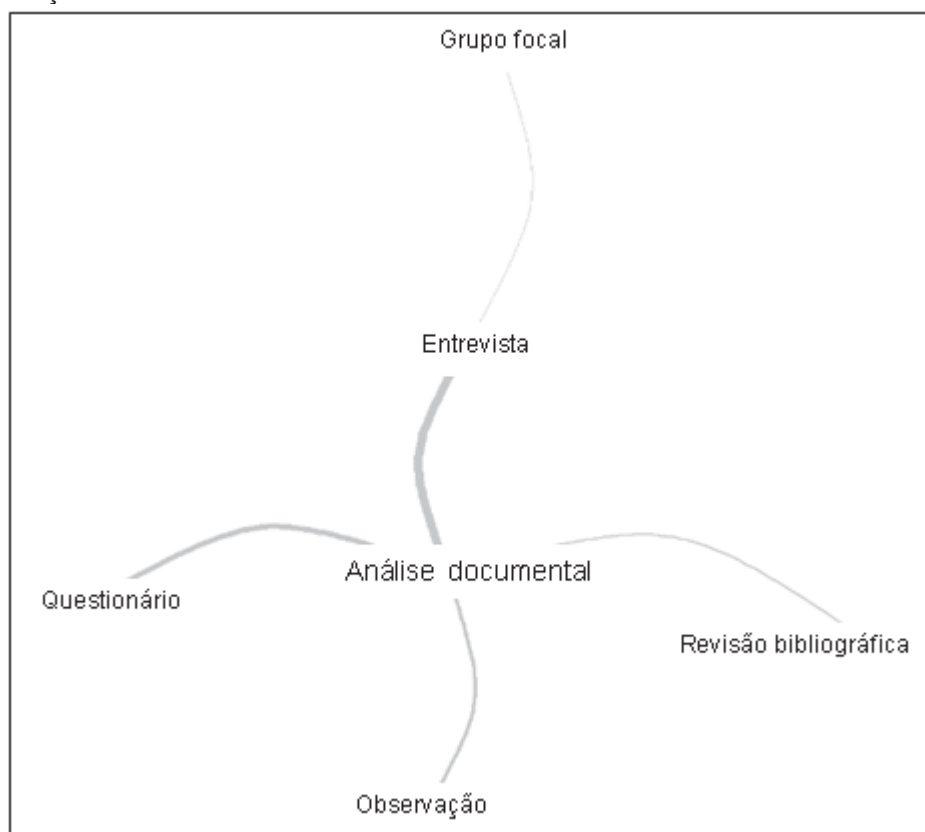 Grupo focal
Entrevista
Análise documental
Questionário
Revisão bibliográfica
Observação